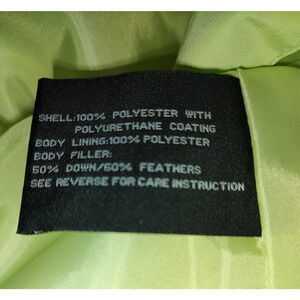 SHELL:100% POLYESTER WITH
POLYURETHANE COATING
BODY LINING:100% POLYESTER
BODY FILLER:
50% DOWN/50% FEATHERS
SEE REVERSE FOR CARE INSTRUCTION